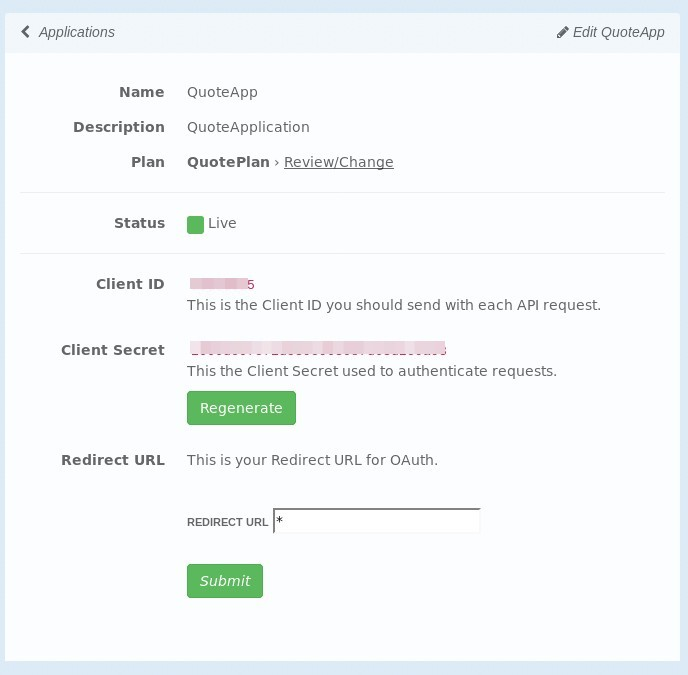 Applications
Edit QuoteApp
Name QuoteApp
Description QuoteApplication
Plan QuotePlan › Review/Change
Status Live
Client ID 5
This is the Client ID you should send with each API request.
Client Secret
This the Client Secret used to authenticate requests.
Regenerate
Redirect URL This is your Redirect URL for OAuth.
REDIRECT URL *
Submit